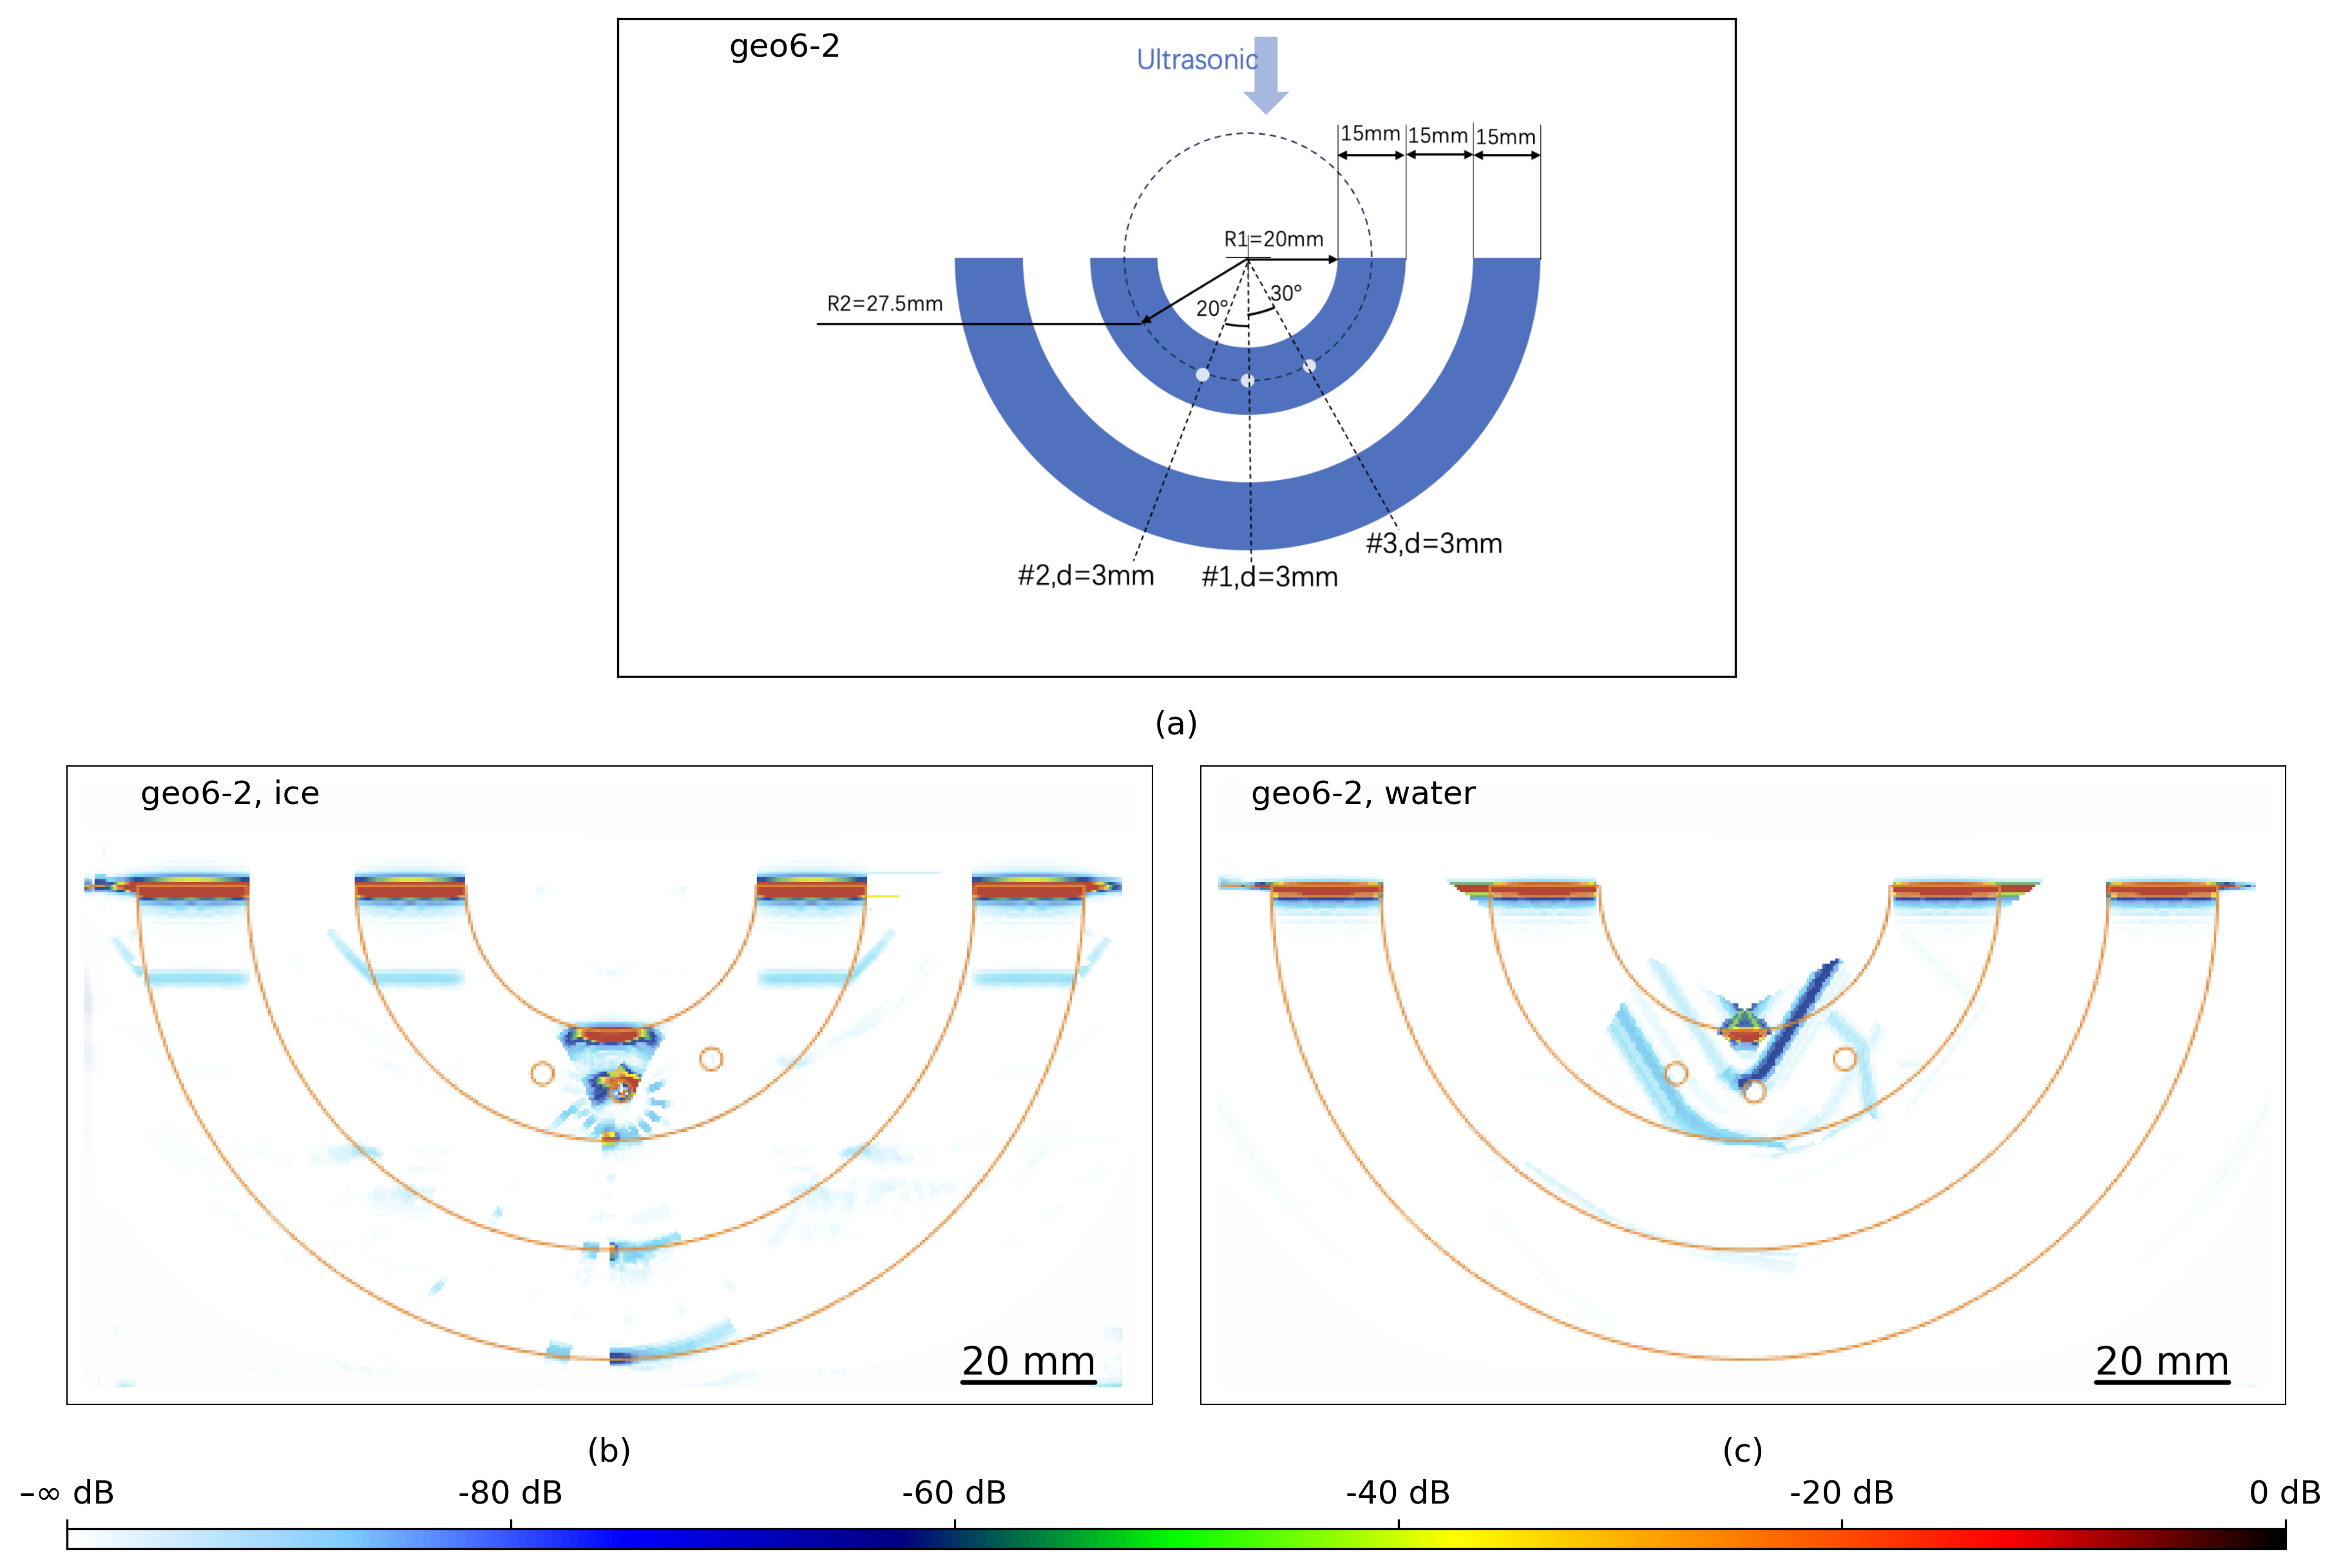 geo6-2
Ultrasonic
15mm 15mm 15mm
R1=20mm
R2=27.5mm
20° 30°
#3,d=3mm
#2,d=3mm #1,d=3mm
(a)
geo6-2, ice
20 mm
(b)
geo6-2, water
20 mm
(c)
–∞ dB -80 dB -60 dB -40 dB -20 dB 0 dB